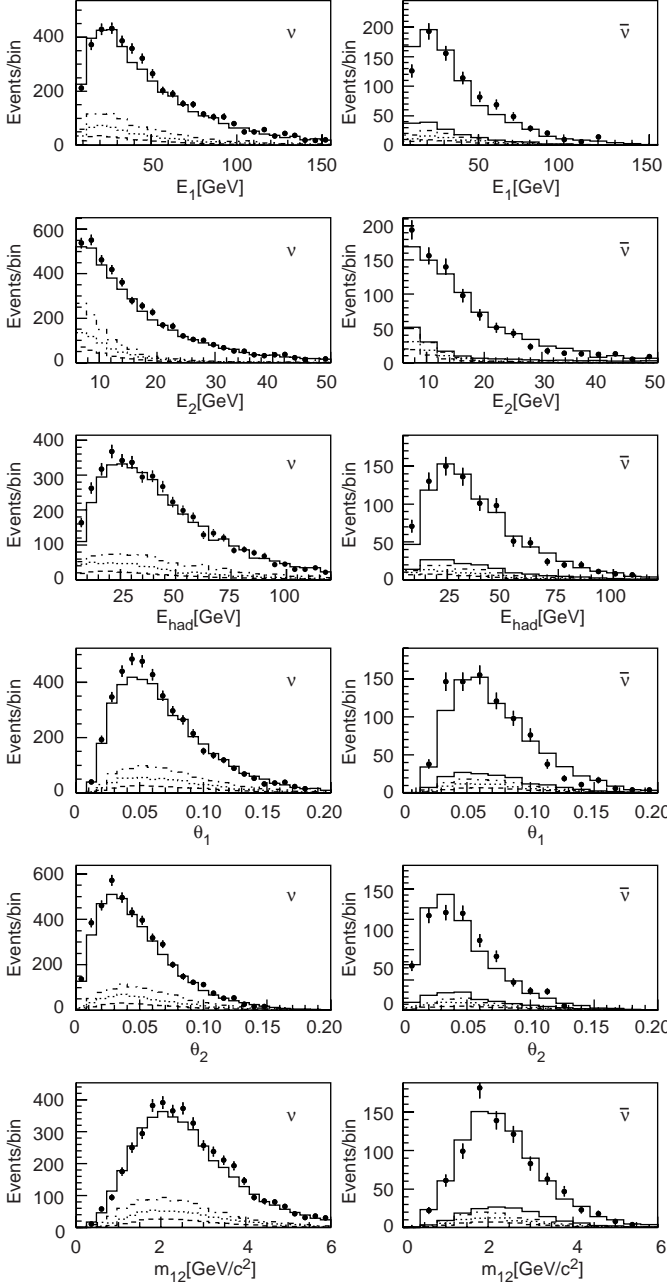 Events/bin
400
200
0
ν
50 100 150
E1[GeV]
Events/bin
200
150
100
50
0
ν̅
50 100 150
E1[GeV]
Events/bin
600
400
200
0
ν
10 20 30 40 50
E2[GeV]
Events/bin
200
150
100
50
0
ν̅
10 20 30 40 50
E2[GeV]
Events/bin
400
300
200
100
0
ν
25 50 75 100
Ehad[GeV]
Events/bin
150
100
50
0
ν̅
25 50 75 100
Ehad[GeV]
Events/bin
400
200
0
ν
0 0.05 0.10 0.15 0.20
θ1
Events/bin
150
100
50
0
ν̅
0 0.05 0.10 0.15 0.20
θ1
Events/bin
600
400
200
0
ν
0 0.05 0.10 0.15 0.20
θ2
Events/bin
150
100
50
0
ν̅
0 0.05 0.10 0.15 0.20
θ2
Events/bin
400
300
200
100
0
ν
0 2 4 6
m12[GeV/c²]
Events/bin
150
100
50
0
ν̅
0 2 4 6
m12[GeV/c²]